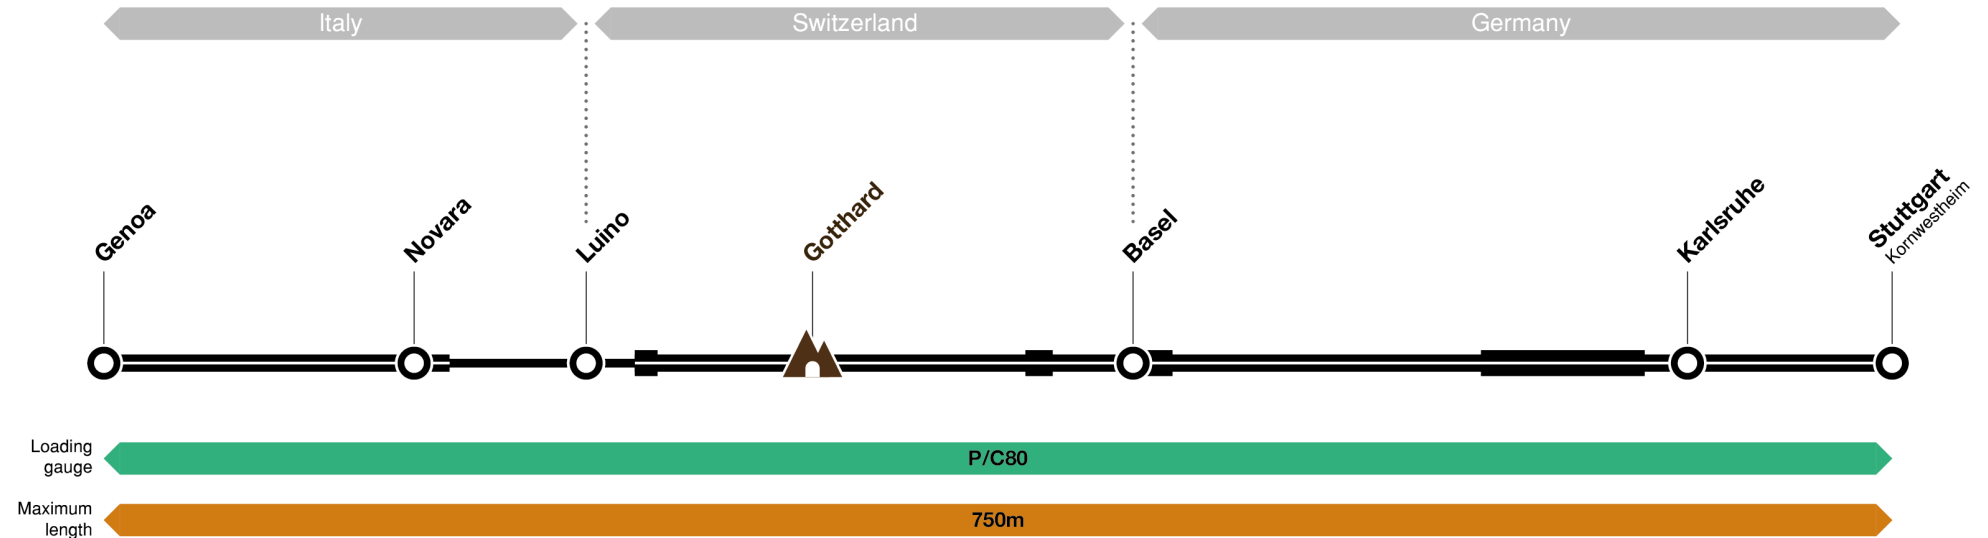 Italy
Switzerland
Germany
Genoa
Novara
Luino
Gotthard
Basel
Karlsruhe
Stuttgart
Kornwestheim
Loading
gauge
P/C80
Maximum
length
750m